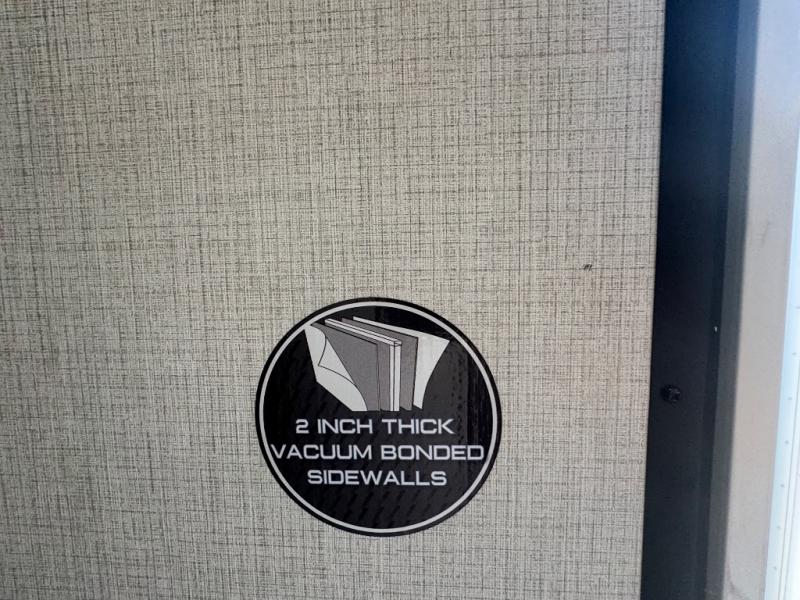 2 INCH THICK
VACUUM BONDED
SIDEWALLS